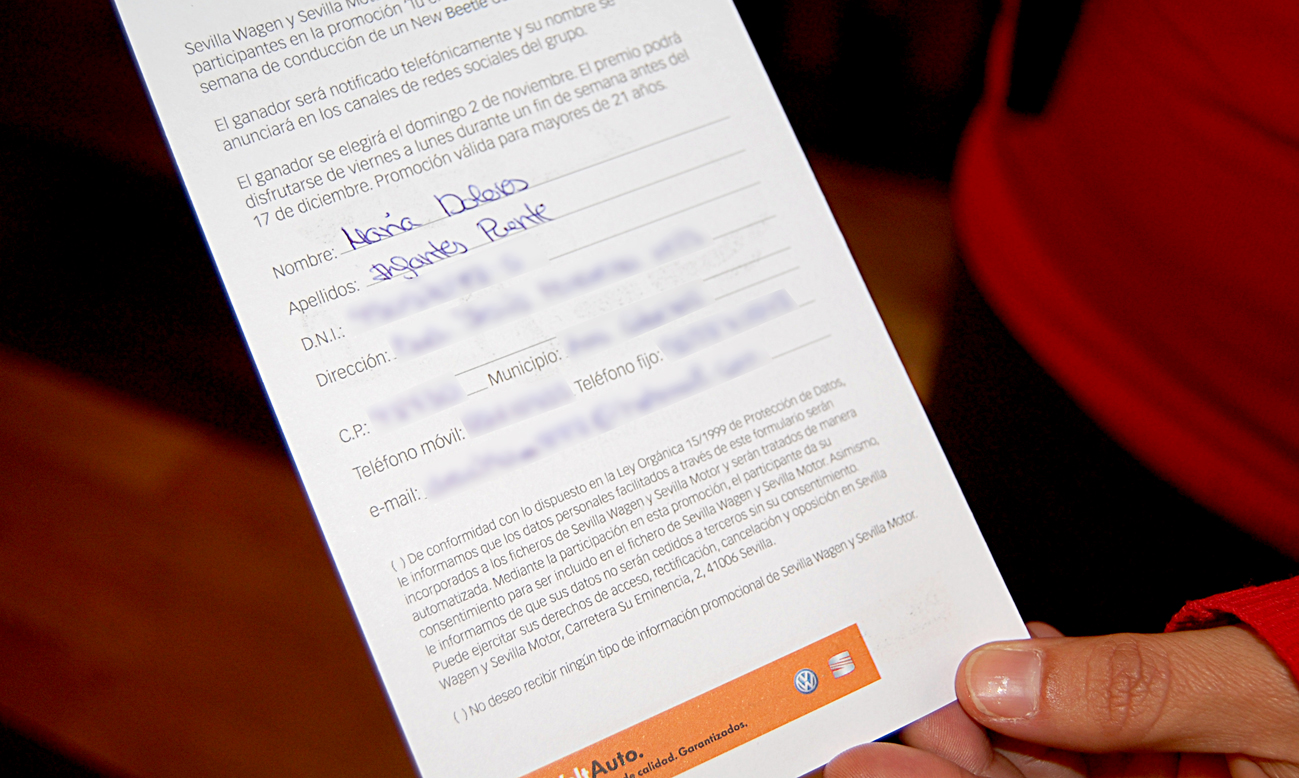 Sevilla Wagen y Sevilla Motor
participantes en la promoción "Tu
semana de conducción de un New Beetle
El ganador será notificado telefónicamente y su nombre se
anunciará en los canales de redes sociales del grupo.
El ganador se elegirá el domingo 2 de noviembre. El premio podrá
disfrutarse de viernes a lunes durante un fin de semana antes del
17 de diciembre. Promoción válida para mayores de 21 años.
Nombre: María Dolores
Apellidos: Infantes Puente
D.N.I.:
Dirección:
C.P.: Municipio:
Teléfono móvil: Teléfono fijo:
e-mail:
( ) De conformidad con lo dispuesto en la Ley Orgánica 15/1999 de Protección de Datos,
le informamos que los datos personales facilitados a través de este formulario serán
incorporados a los ficheros de Sevilla Wagen y Sevilla Motor y serán tratados de manera
automatizada. Mediante la participación en esta promoción, el participante da su
consentimiento para ser incluido en el fichero de Sevilla Wagen y Sevilla Motor. Asimismo,
le informamos de que sus datos no serán cedidos a terceros sin su consentimiento.
Puede ejercitar sus derechos de acceso, rectificación, cancelación y oposición en Sevilla
Wagen y Sevilla Motor, Carretera Su Eminencia, 2, 41006 Sevilla.
( ) No deseo recibir ningún tipo de información promocional de Sevilla Wagen y Sevilla Motor.
ltAuto.
de calidad. Garantizados.